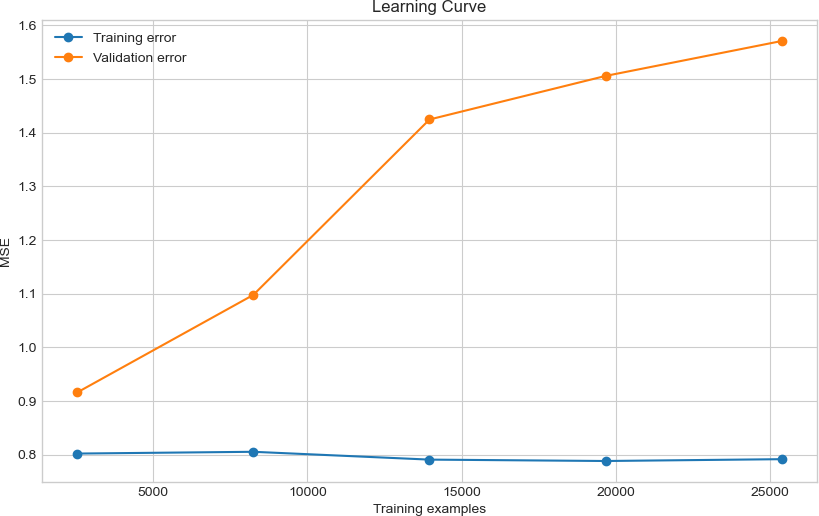 Learning Curve
Training error
Validation error
1.6
1.5
1.4
1.3
1.2
1.1
1.0
0.9
0.8
MSE
5000 10000 15000 20000 25000
Training examples